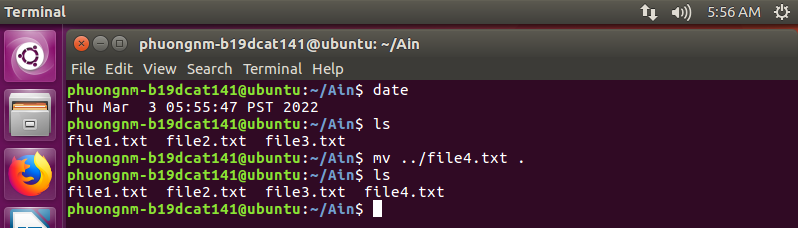 Terminal 5:56 AM
phuongnm-b19dcat141@ubuntu: ~/Ain
File Edit View Search Terminal Help
phuongnm-b19dcat141@ubuntu:~/Ain$ date
Thu Mar  3 05:55:47 PST 2022
phuongnm-b19dcat141@ubuntu:~/Ain$ ls
file1.txt  file2.txt  file3.txt
phuongnm-b19dcat141@ubuntu:~/Ain$ mv ../file4.txt .
phuongnm-b19dcat141@ubuntu:~/Ain$ ls
file1.txt  file2.txt  file3.txt  file4.txt
phuongnm-b19dcat141@ubuntu:~/Ain$